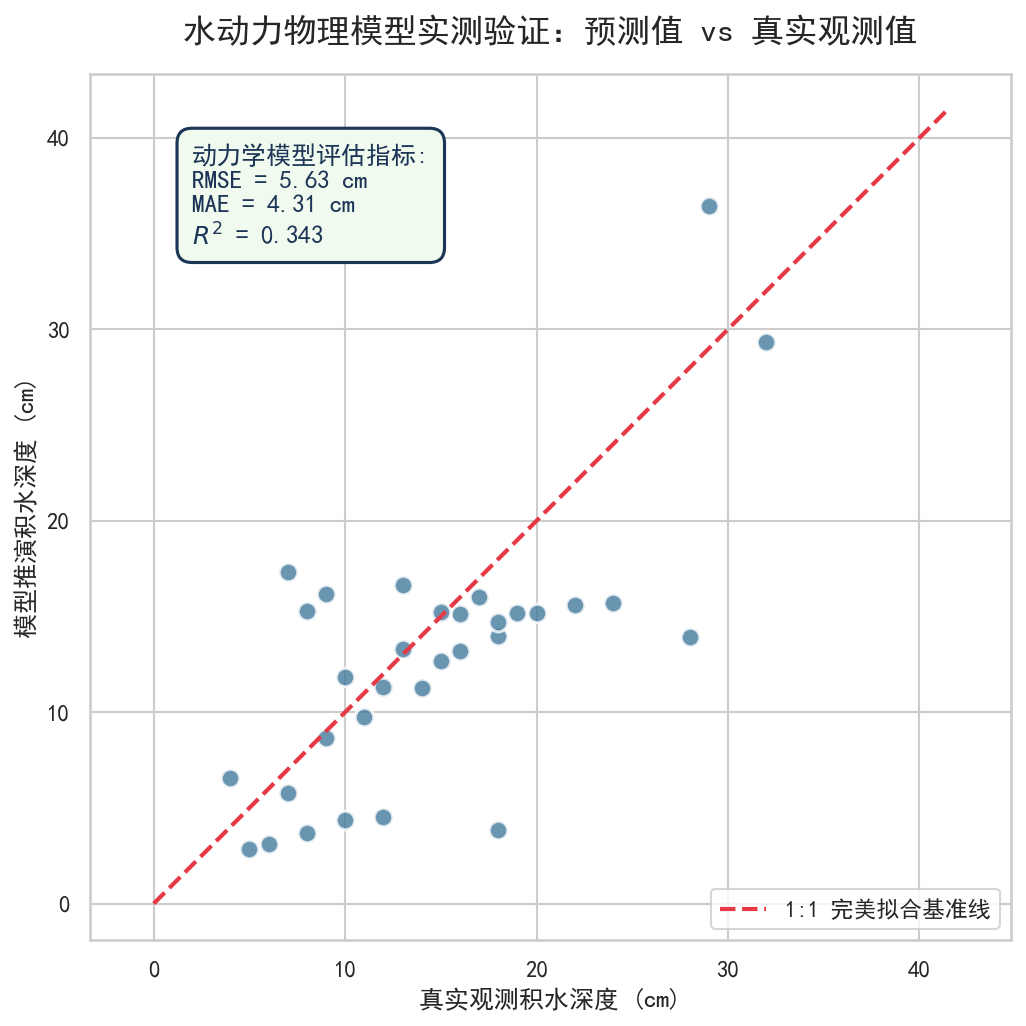 水动力物理模型实测验证：预测值 vs 真实观测值
动力学模型评估指标:
RMSE = 5.63 cm
MAE = 4.31 cm
R² = 0.343
模型推演积水深度 (cm)
40
30
20
10
0
0 10 20 30 40
1:1 完美拟合基准线
真实观测积水深度 (cm)